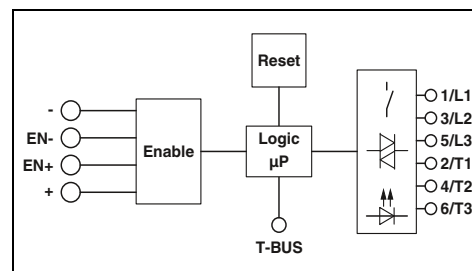 -
EN-
EN+
+
Enable
Reset
Logic
µP
T-BUS
1/L1
3/L2
5/L3
2/T1
4/T2
6/T3